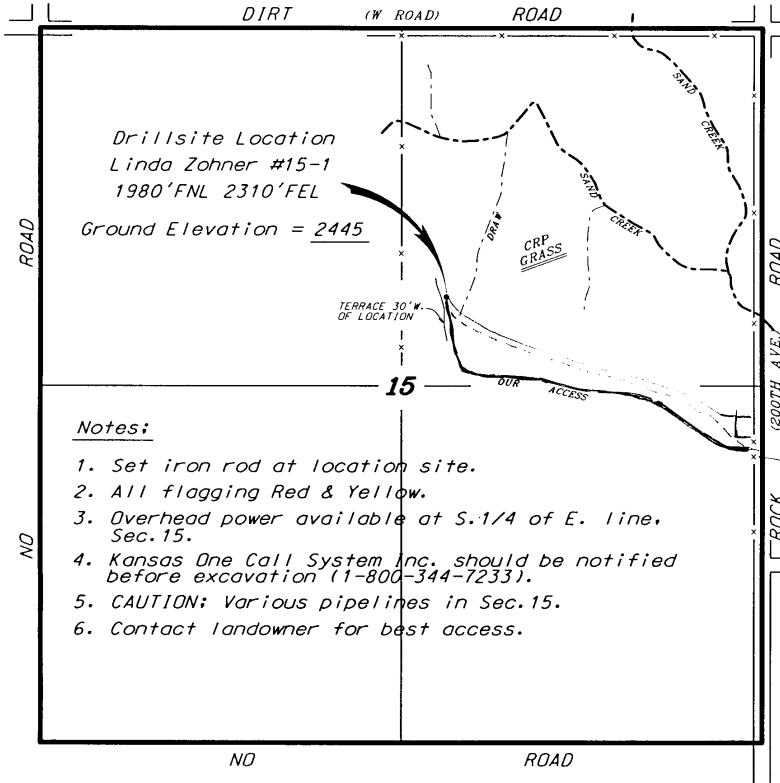 DIRT (W ROAD) ROAD
SAND
CREEK
Drillsite Location
Linda Zohner #15-1
1980'FNL 2310'FEL
Ground Elevation = 2445
SAND
CREEK
DRAW
CRP
GRASS
ROAD
ROAD
TERRACE 30'W.
OF LOCATION
(200TH AVE)
15
OUR ACCESS
Notes:
1. Set iron rod at location site.
2. All flagging Red & Yellow.
3. Overhead power available at S.1/4 of E. line,
Sec.15.
4. Kansas One Call System Inc. should be notified
before excavation (1-800-344-7233).
5. CAUTION: Various pipelines in Sec.15.
6. Contact landowner for best access.
NO
ROCK
NO ROAD